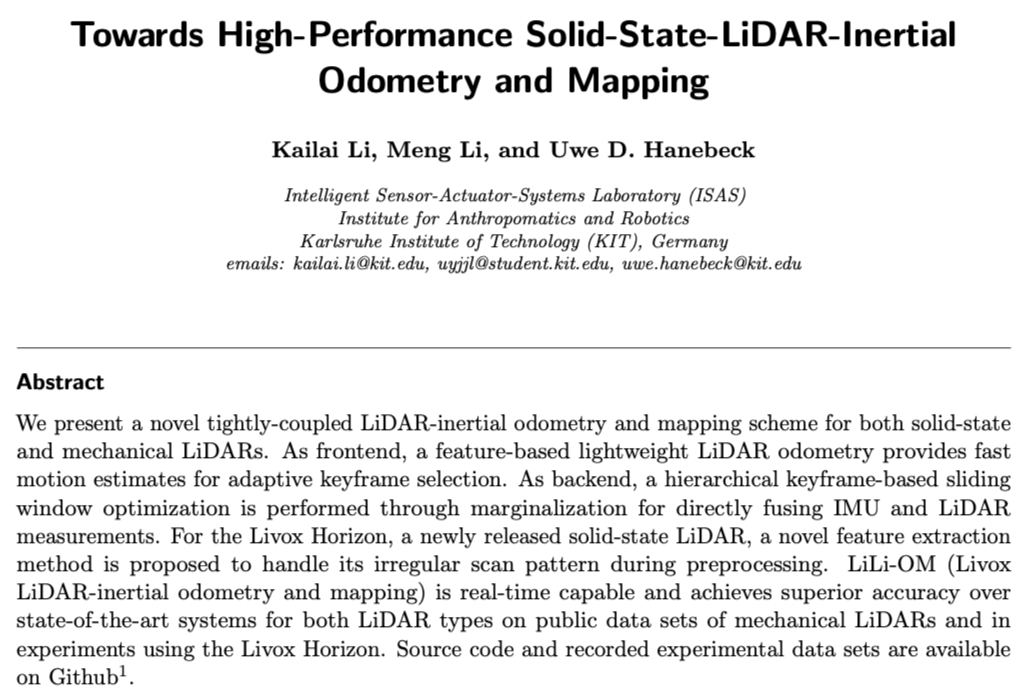 Towards High-Performance Solid-State-LiDAR-Inertial
Odometry and Mapping
Kailai Li, Meng Li, and Uwe D. Hanebeck
Intelligent Sensor-Actuator-Systems Laboratory (ISAS)
Institute for Anthropomatics and Robotics
Karlsruhe Institute of Technology (KIT), Germany
emails: kailai.li@kit.edu, uyjjl@student.kit.edu, uwe.hanebeck@kit.edu
Abstract
We present a novel tightly-coupled LiDAR-inertial odometry and mapping scheme for both solid-state
and mechanical LiDARs. As frontend, a feature-based lightweight LiDAR odometry provides fast
motion estimates for adaptive keyframe selection. As backend, a hierarchical keyframe-based sliding
window optimization is performed through marginalization for directly fusing IMU and LiDAR
measurements. For the Livox Horizon, a newly released solid-state LiDAR, a novel feature extraction
method is proposed to handle its irregular scan pattern during preprocessing. LiLi-OM (Livox
LiDAR-inertial odometry and mapping) is real-time capable and achieves superior accuracy over
state-of-the-art systems for both LiDAR types on public data sets of mechanical LiDARs and in
experiments using the Livox Horizon. Source code and recorded experimental data sets are available
on Github¹.